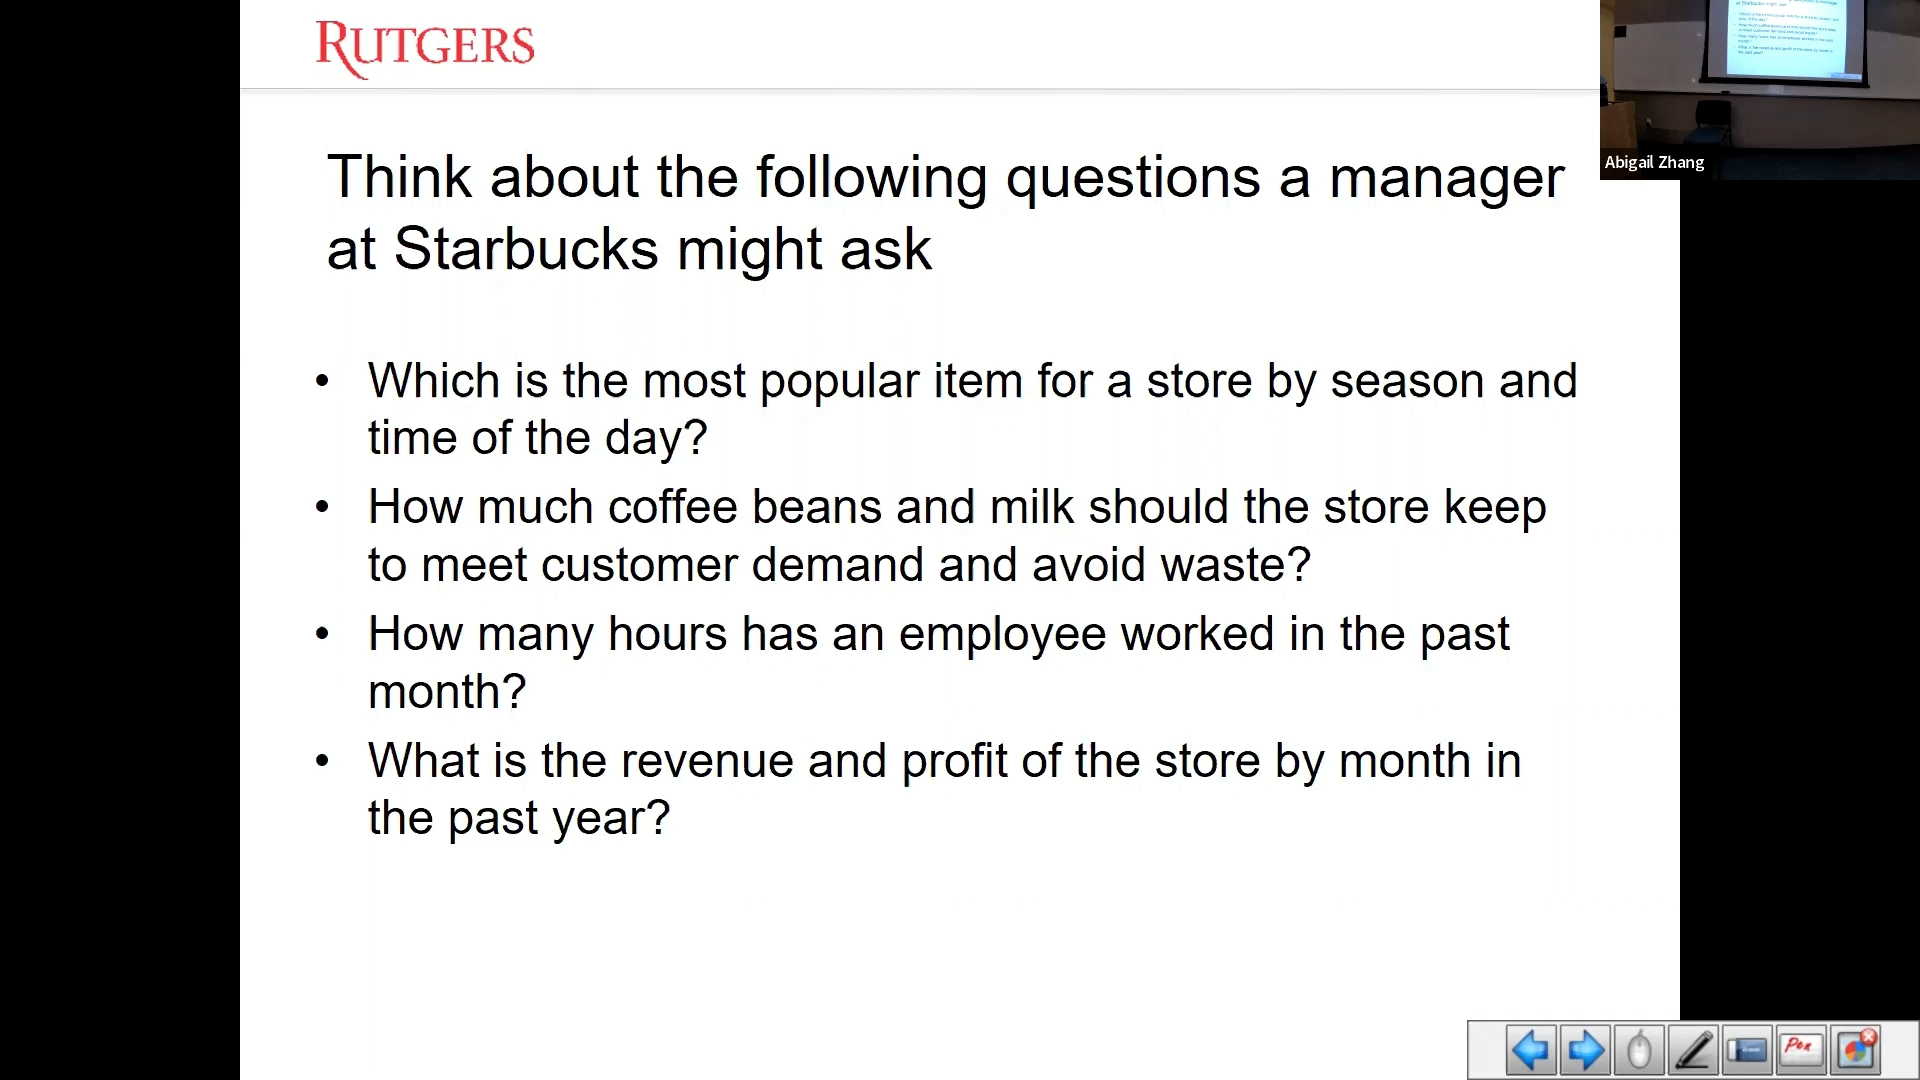 RUTGERS
Think about the following questions a manager
at Starbucks might ask
• Which is the most popular item for a store by season and
time of the day?
• How much coffee beans and milk should the store keep
to meet customer demand and avoid waste?
• How many hours has an employee worked in the past
month?
• What is the revenue and profit of the store by month in
the past year?
Abigail Zhang
Pen